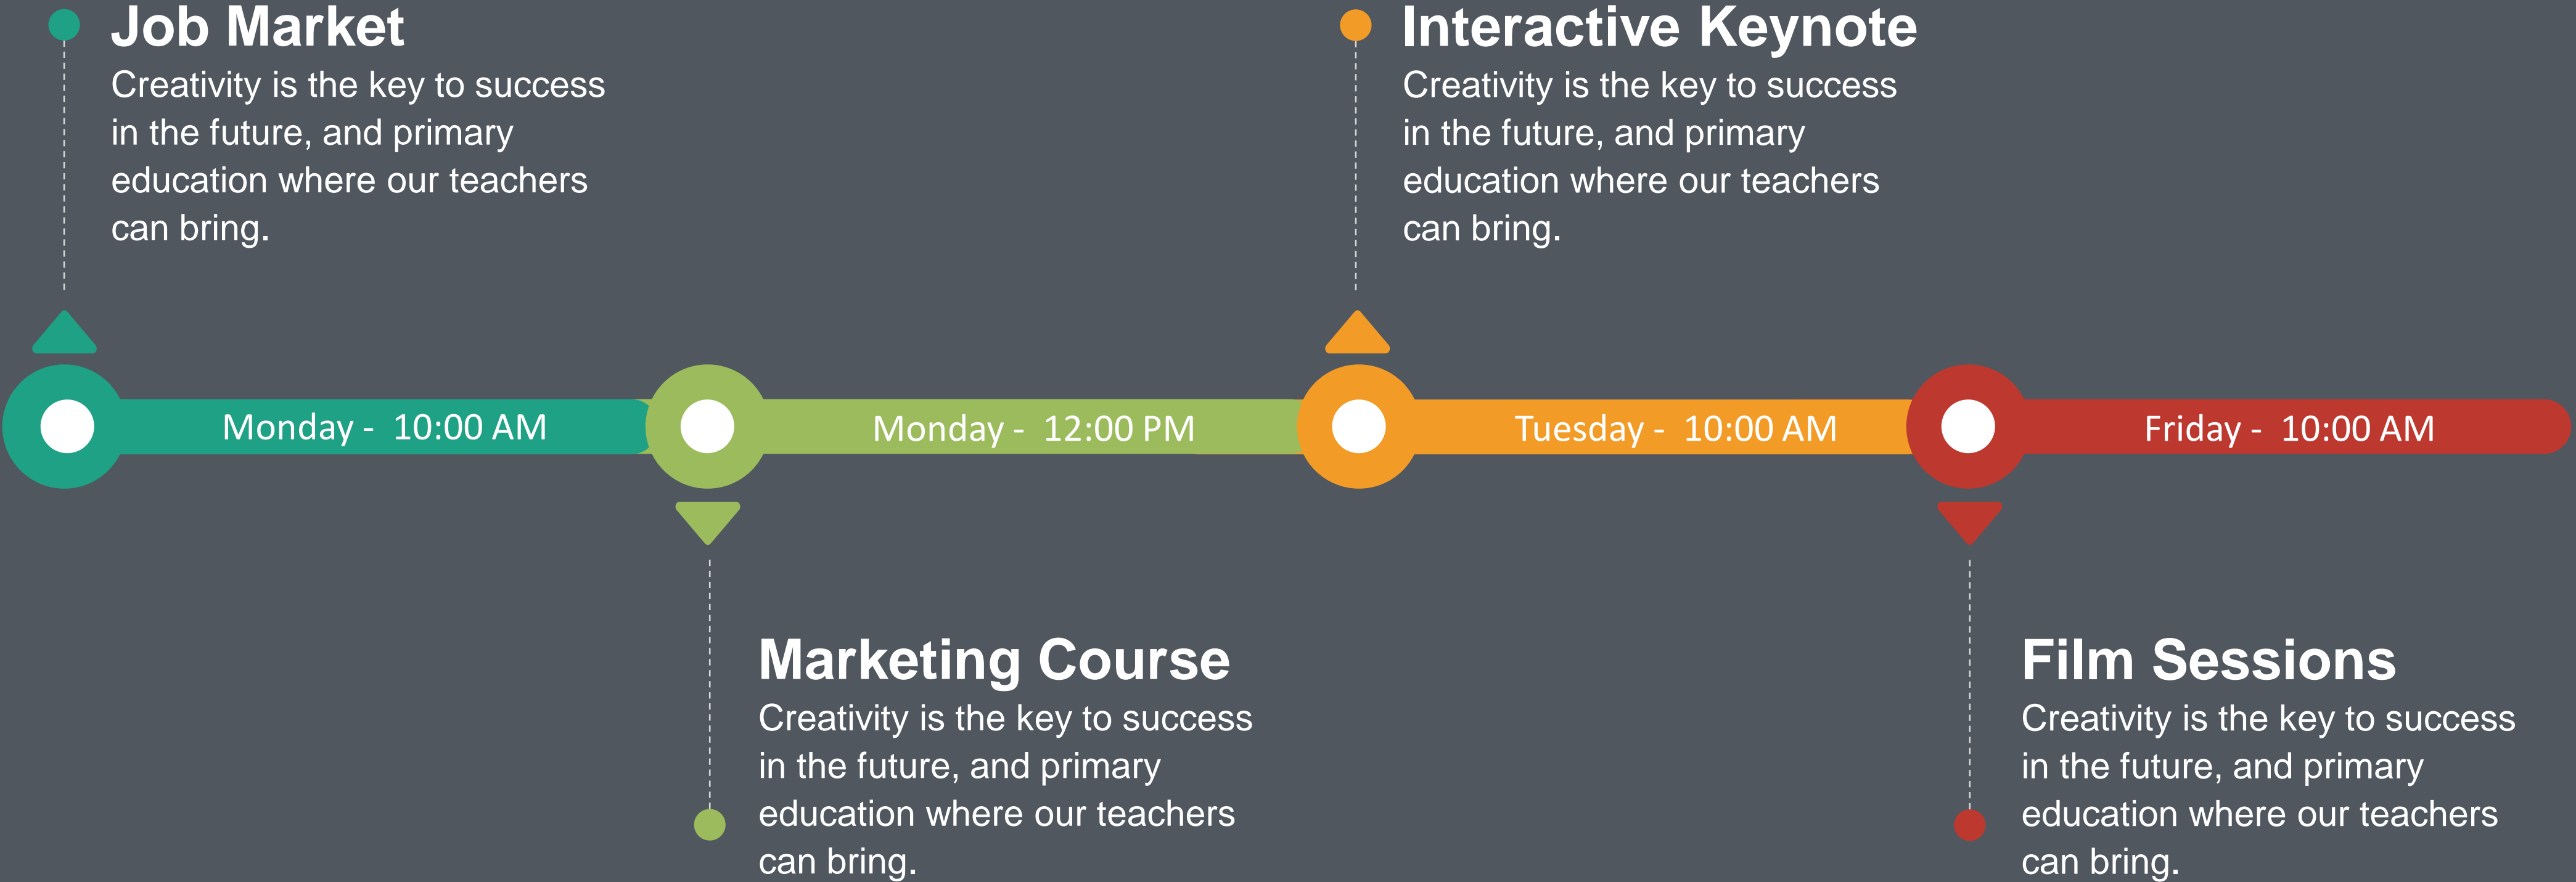 Job Market
Creativity is the key to success
in the future, and primary
education where our teachers
can bring.
Interactive Keynote
Creativity is the key to success
in the future, and primary
education where our teachers
can bring.
Monday -  10:00 AM
Monday -  12:00 PM
Tuesday -  10:00 AM
Friday -  10:00 AM
Marketing Course
Creativity is the key to success
in the future, and primary
education where our teachers
can bring.
Film Sessions
Creativity is the key to success
in the future, and primary
education where our teachers
can bring.